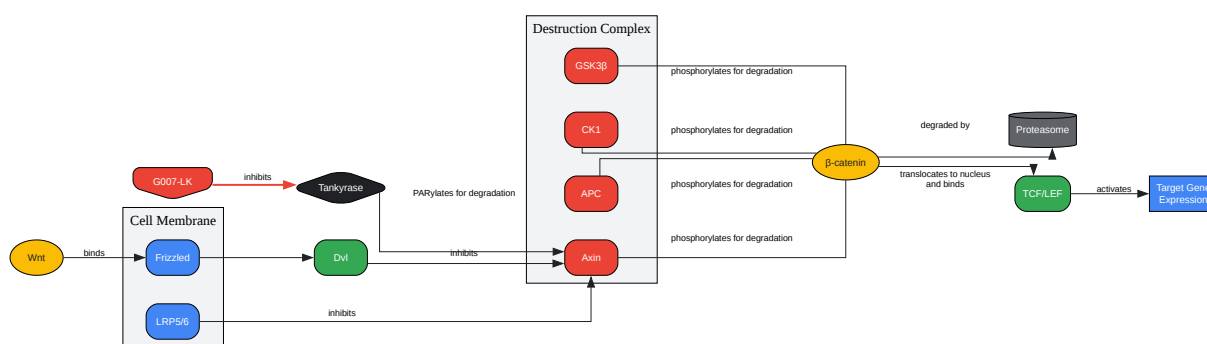 Destruction Complex
GSK3β
phosphorylates for degradation
CK1
phosphorylates for degradation
degraded by
Proteasome
β-catenin
G007-LK
inhibits
Tankyrase
PARylates for degradation
APC
phosphorylates for degradation
translocates to nucleus
and binds
TCF/LEF
activates
Target Gene
Expression
Cell Membrane
phosphorylates for degradation
Wnt
binds
Frizzled
Dvl
inhibits
Axin
LRP5/6
inhibits